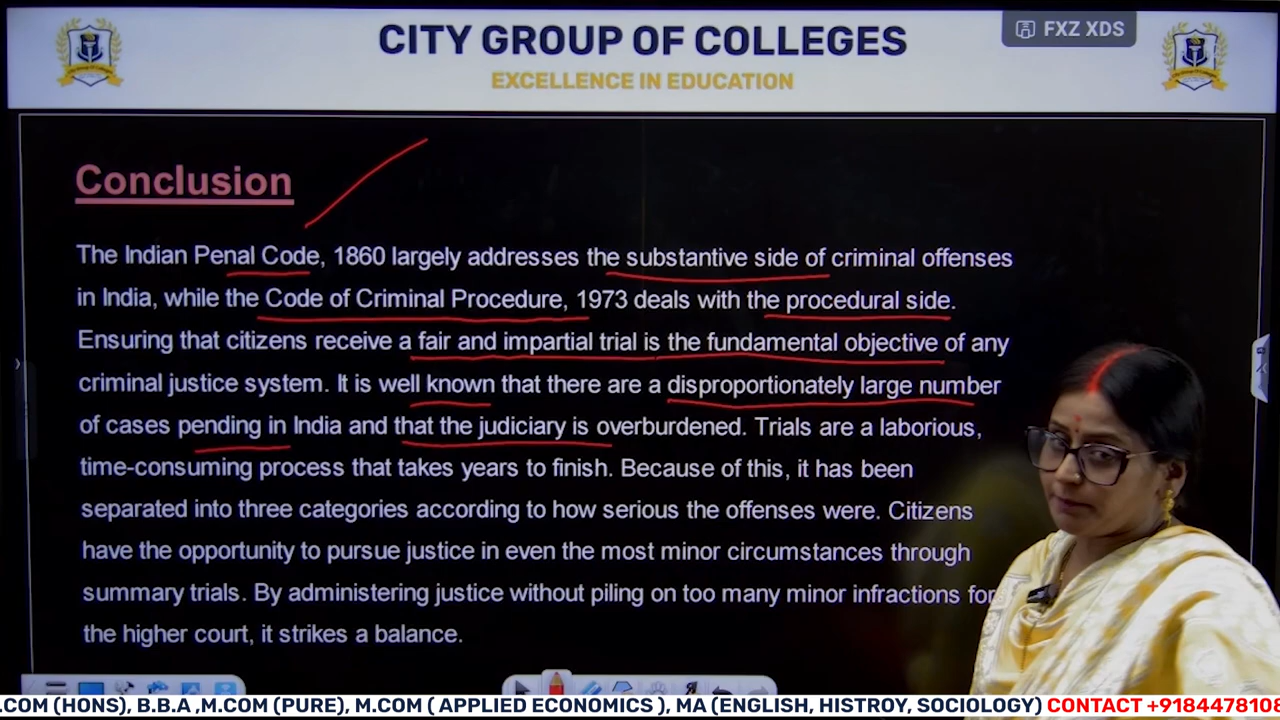 CITY GROUP OF COLLEGES
EXCELLENCE IN EDUCATION
FXZ XDS
Conclusion
The Indian Penal Code, 1860 largely addresses the substantive side of criminal offenses
in India, while the Code of Criminal Procedure, 1973 deals with the procedural side.
Ensuring that citizens receive a fair and impartial trial is the fundamental objective of any
criminal justice system. It is well known that there are a disproportionately large number
of cases pending in India and that the judiciary is overburdened. Trials are a laborious,
time-consuming process that takes years to finish. Because of this, it has been
separated into three categories according to how serious the offenses were. Citizens
have the opportunity to pursue justice in even the most minor circumstances through
summary trials. By administering justice without piling on too many minor infractions for
the higher court, it strikes a balance.
.COM (HONS), B.B.A ,M.COM (PURE), M.COM ( APPLIED ECONOMICS ), MA (ENGLISH, HISTROY, SOCIOLOGY) CONTACT +9184478108